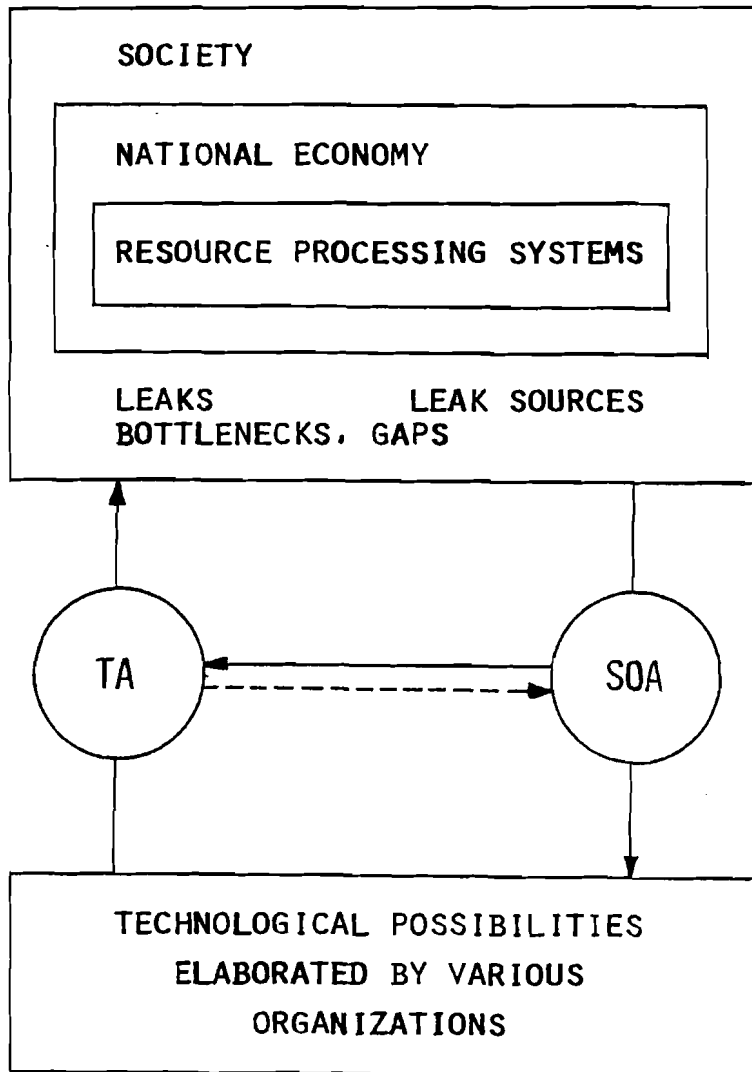 SOCIETY
NATIONAL ECONOMY
RESOURCE PROCESSING SYSTEMS
LEAKS LEAK SOURCES
BOTTLENECKS, GAPS
TA SOA
TECHNOLOGICAL POSSIBILITIES
ELABORATED BY VARIOUS
ORGANIZATIONS